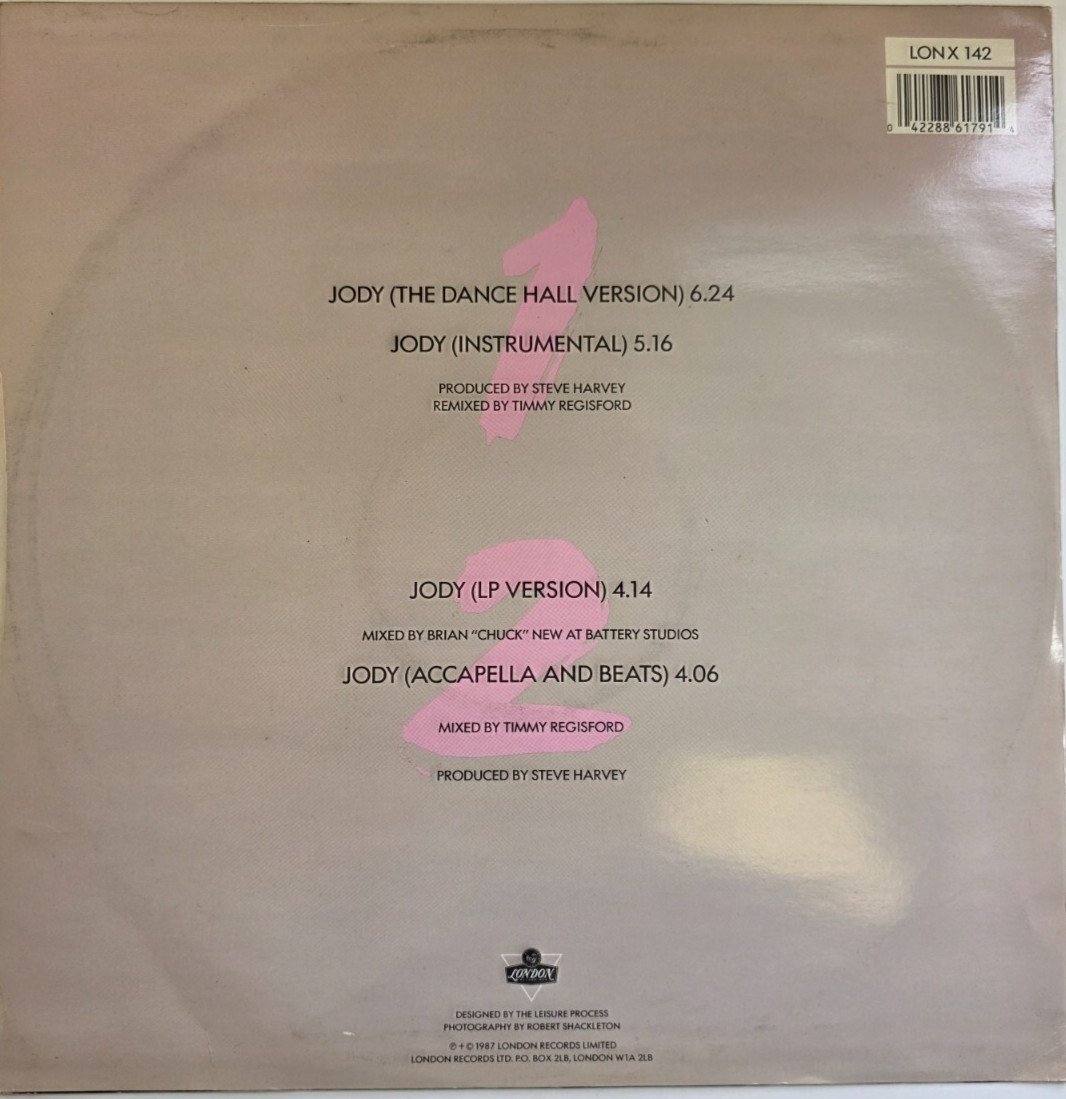 LONX 142
0 42288 61791 4
1
JODY (THE DANCE HALL VERSION) 6.24
JODY (INSTRUMENTAL) 5.16
PRODUCED BY STEVE HARVEY
REMIXED BY TIMMY REGISFORD
2
JODY (LP VERSION) 4.14
MIXED BY BRIAN “CHUCK” NEW AT BATTERY STUDIOS
JODY (ACCAPELLA AND BEATS) 4.06
MIXED BY TIMMY REGISFORD
PRODUCED BY STEVE HARVEY
LONDON
DESIGNED BY THE LEISURE PROCESS
PHOTOGRAPHY BY ROBERT SHACKLETON
℗ + © 1987 LONDON RECORDS LIMITED
LONDON RECORDS LTD. P.O. BOX 2LB, LONDON W1A 2LB